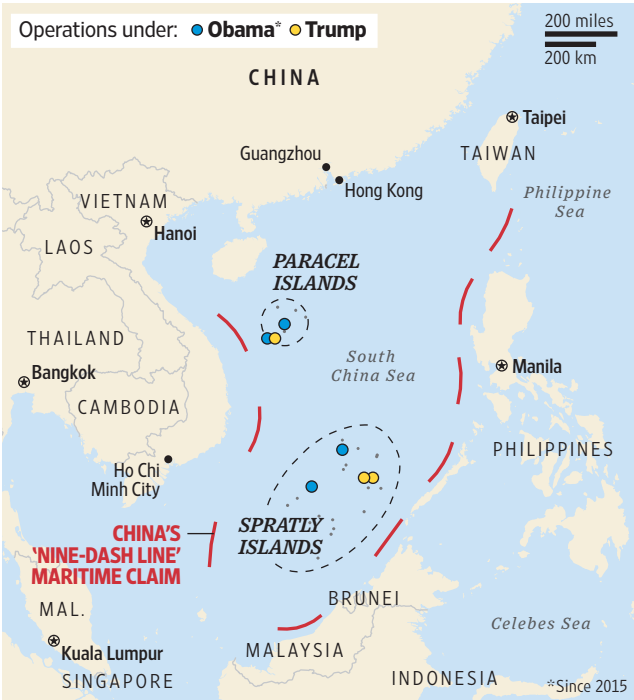 Operations under: Obama* Trump
200 miles
200 km
CHINA
Taipei
TAIWAN
Guangzhou
Hong Kong
Philippine
Sea
VIETNAM
Hanoi
LAOS
PARACEL
ISLANDS
THAILAND
South
China Sea
Bangkok
Manila
CAMBODIA
PHILIPPINES
Ho Chi
Minh City
SPRATLY
ISLANDS
CHINA'S
'NINE-DASH LINE'
MARITIME CLAIM
BRUNEI
MAL.
Celebes Sea
Kuala Lumpur
MALAYSIA
SINGAPORE
INDONESIA
*Since 2015